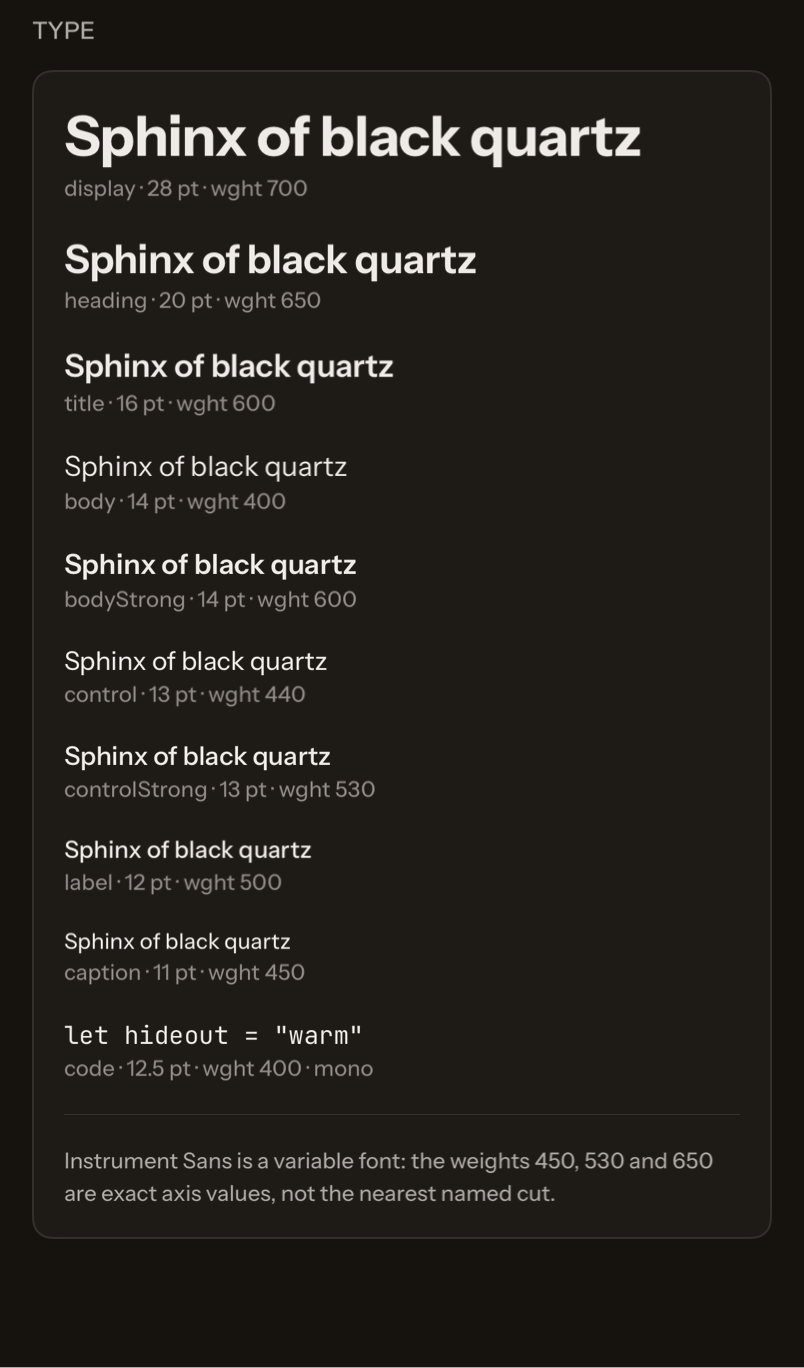 TYPE
Sphinx of black quartz
display · 28 pt · wght 700
Sphinx of black quartz
heading · 20 pt · wght 650
Sphinx of black quartz
title · 16 pt · wght 600
Sphinx of black quartz
body · 14 pt · wght 400
Sphinx of black quartz
bodyStrong · 14 pt · wght 600
Sphinx of black quartz
control · 13 pt · wght 440
Sphinx of black quartz
controlStrong · 13 pt · wght 530
Sphinx of black quartz
label · 12 pt · wght 500
Sphinx of black quartz
caption · 11 pt · wght 450
let hideout = "warm"
code · 12.5 pt · wght 400 · mono
Instrument Sans is a variable font: the weights 450, 530 and 650
are exact axis values, not the nearest named cut.